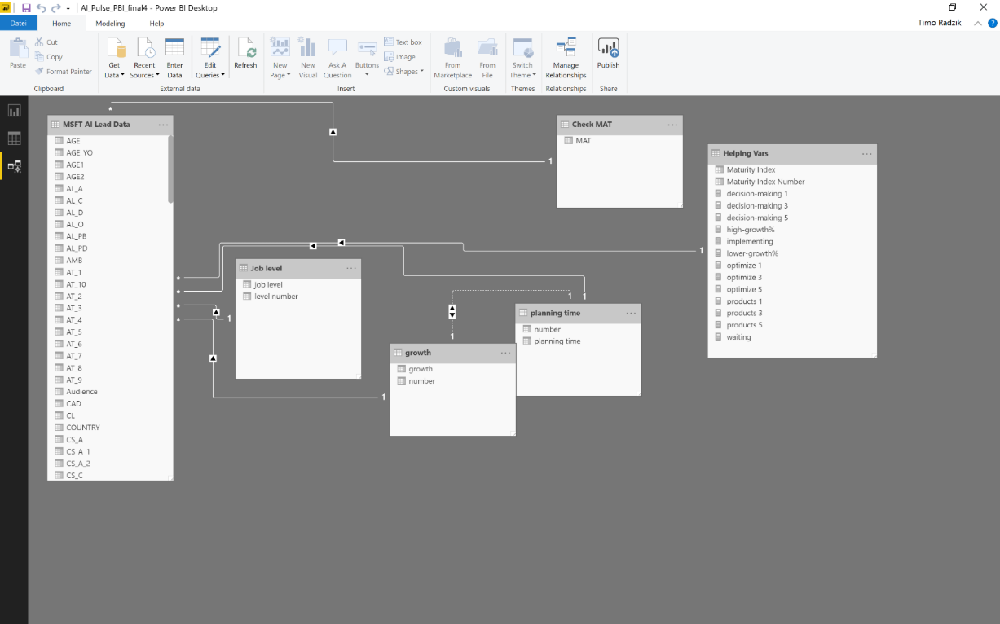 AI_Pulse_PBI_final4 - Power BI Desktop
Timo Radzik
Datei Home Modeling Help
Paste
Cut
Copy
Format Painter
Clipboard
Get Data
Recent Sources
Enter Data
Edit Queries
External data
Refresh
New Page
New Visual
Ask A Question
Buttons
Text box
Image
Shapes
Insert
From Marketplace
From File
Custom visuals
Switch Theme
Themes
Manage Relationships
Relationships
Publish
Share
*
MSFT AI Lead Data
AGE
AGE_YO
AGE1
AGE2
AL_A
AL_C
AL_D
AL_O
AL_PB
AL_PD
AMB
AT_1
AT_10
AT_2
AT_3
AT_4
AT_5
AT_6
AT_7
AT_8
AT_9
Audience
CAD
CL
COUNTRY
CS_A
CS_A_1
CS_A_2
CS_C
*
*
*
*
1
Check MAT
MAT
1
Helping Vars
Maturity Index
Maturity Index Number
decision-making 1
decision-making 3
decision-making 5
high-growth%
implementing
lower-growth%
optimize 1
optimize 3
optimize 5
products 1
products 3
products 5
waiting
1
Job level
job level
level number
1
1 1
planning time
number
planning time
1
growth
growth
number
1